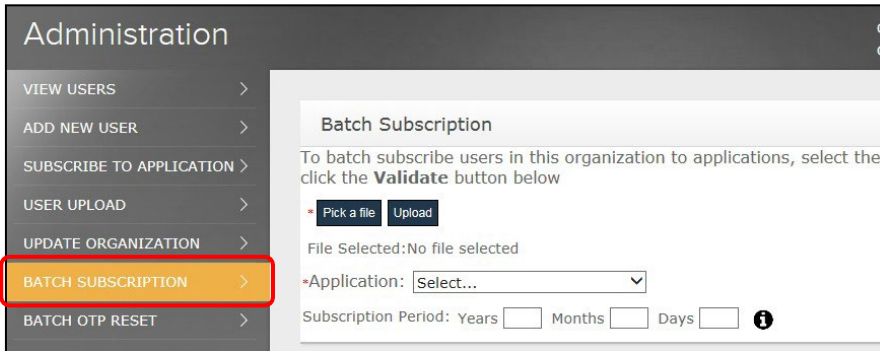 Administration
VIEW USERS
ADD NEW USER
SUBSCRIBE TO APPLICATION
USER UPLOAD
UPDATE ORGANIZATION
BATCH SUBSCRIPTION
BATCH OTP RESET
Batch Subscription
To batch subscribe users in this organization to applications, select the
click the Validate button below
* Pick a file Upload
File Selected:No file selected
*Application: Select...
Subscription Period: Years Months Days